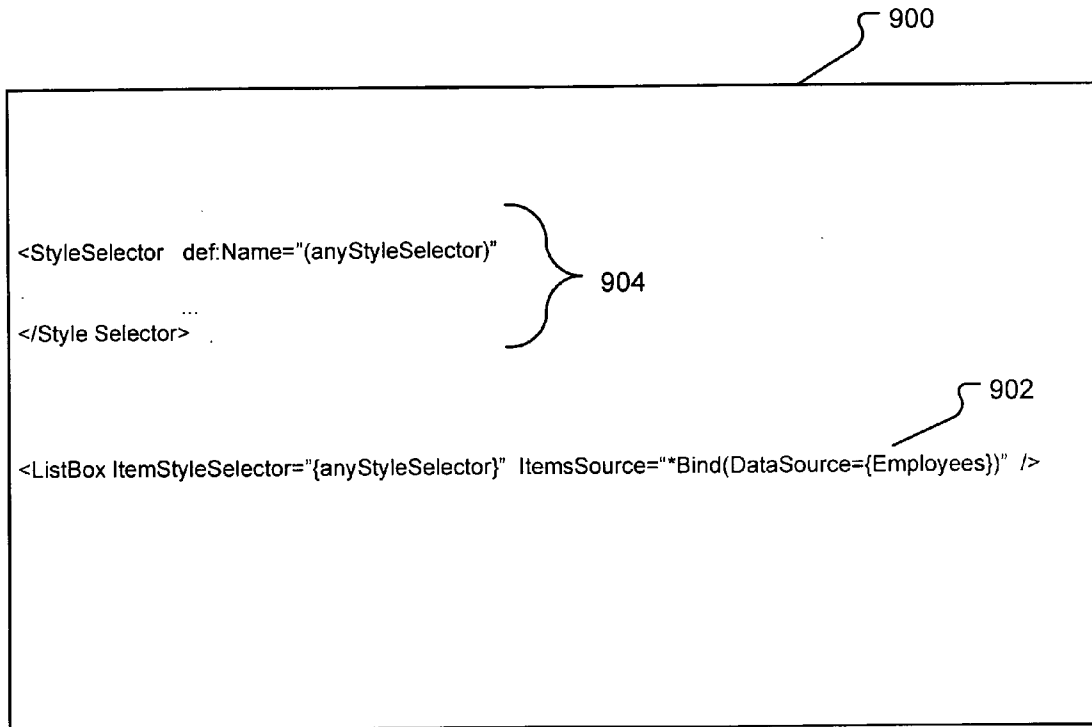 900
<StyleSelector def:Name="(anyStyleSelector)"
...
</Style Selector>
904
902
<ListBox ItemStyleSelector="{anyStyleSelector}" ItemsSource="*Bind(DataSource={Employees})" />